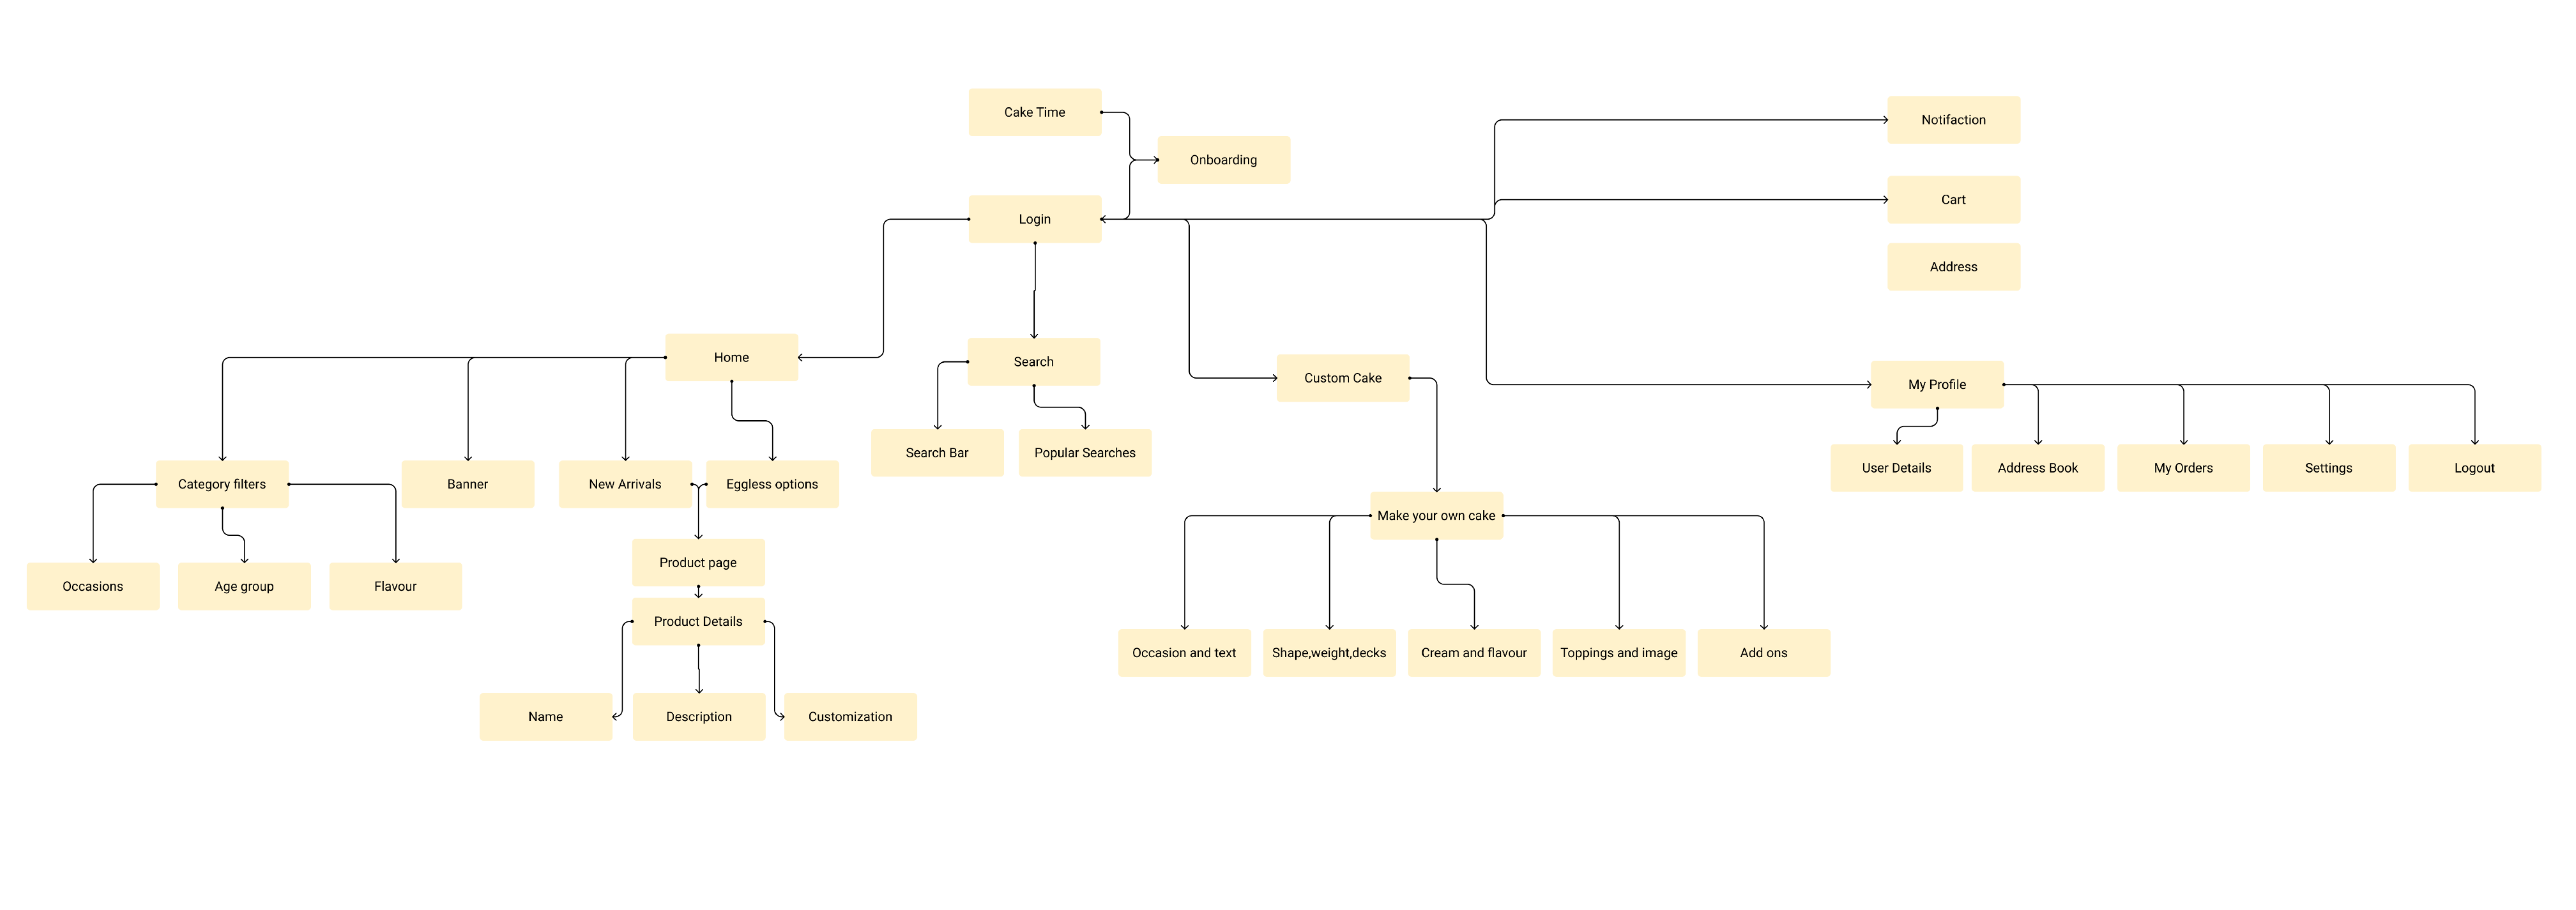 Cake Time
Notifaction
Onboarding
Cart
Login
Address
Home
Search
Custom Cake
My Profile
Search Bar
Popular Searches
User Details
Address Book
My Orders
Settings
Logout
Category filters
Banner
New Arrivals
Eggless options
Make your own cake
Product page
Occasions
Age group
Flavour
Product Details
Occasion and text
Shape,weight,decks
Cream and flavour
Toppings and image
Add ons
Name
Description
Customization